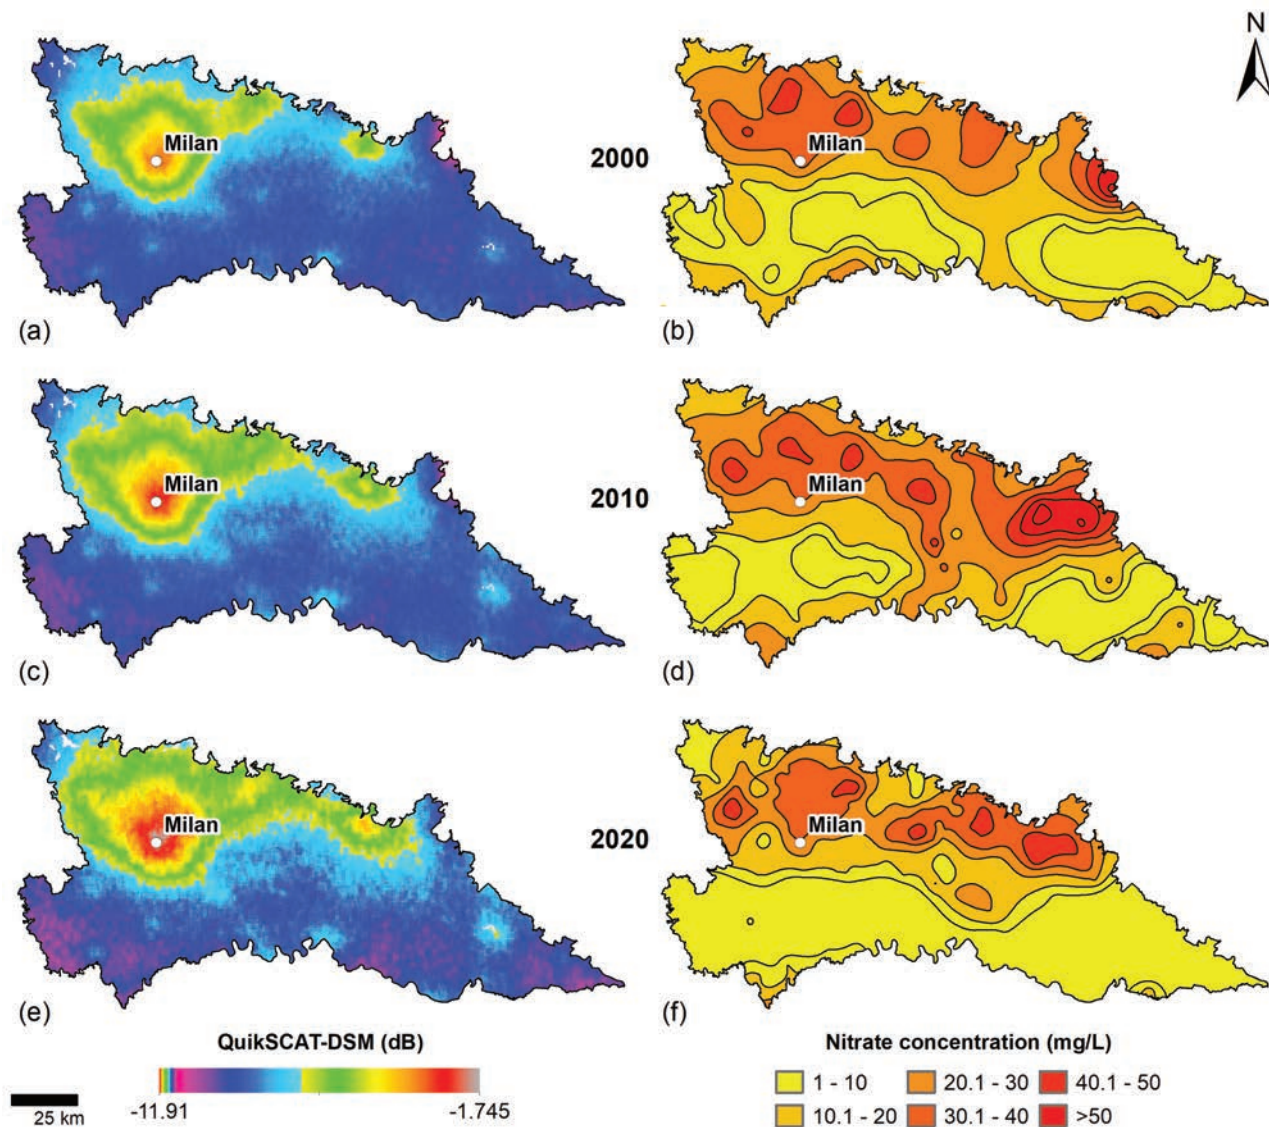 N
Milan
Milan
2000
(a)
(b)
Milan
Milan
2010
(c)
(d)
Milan
Milan
2020
(e)
(f)
QuikSCAT-DSM (dB)
-11.91
-1.745
25 km
Nitrate concentration (mg/L)
1 - 10
20.1 - 30
40.1 - 50
10.1 - 20
30.1 - 40
>50